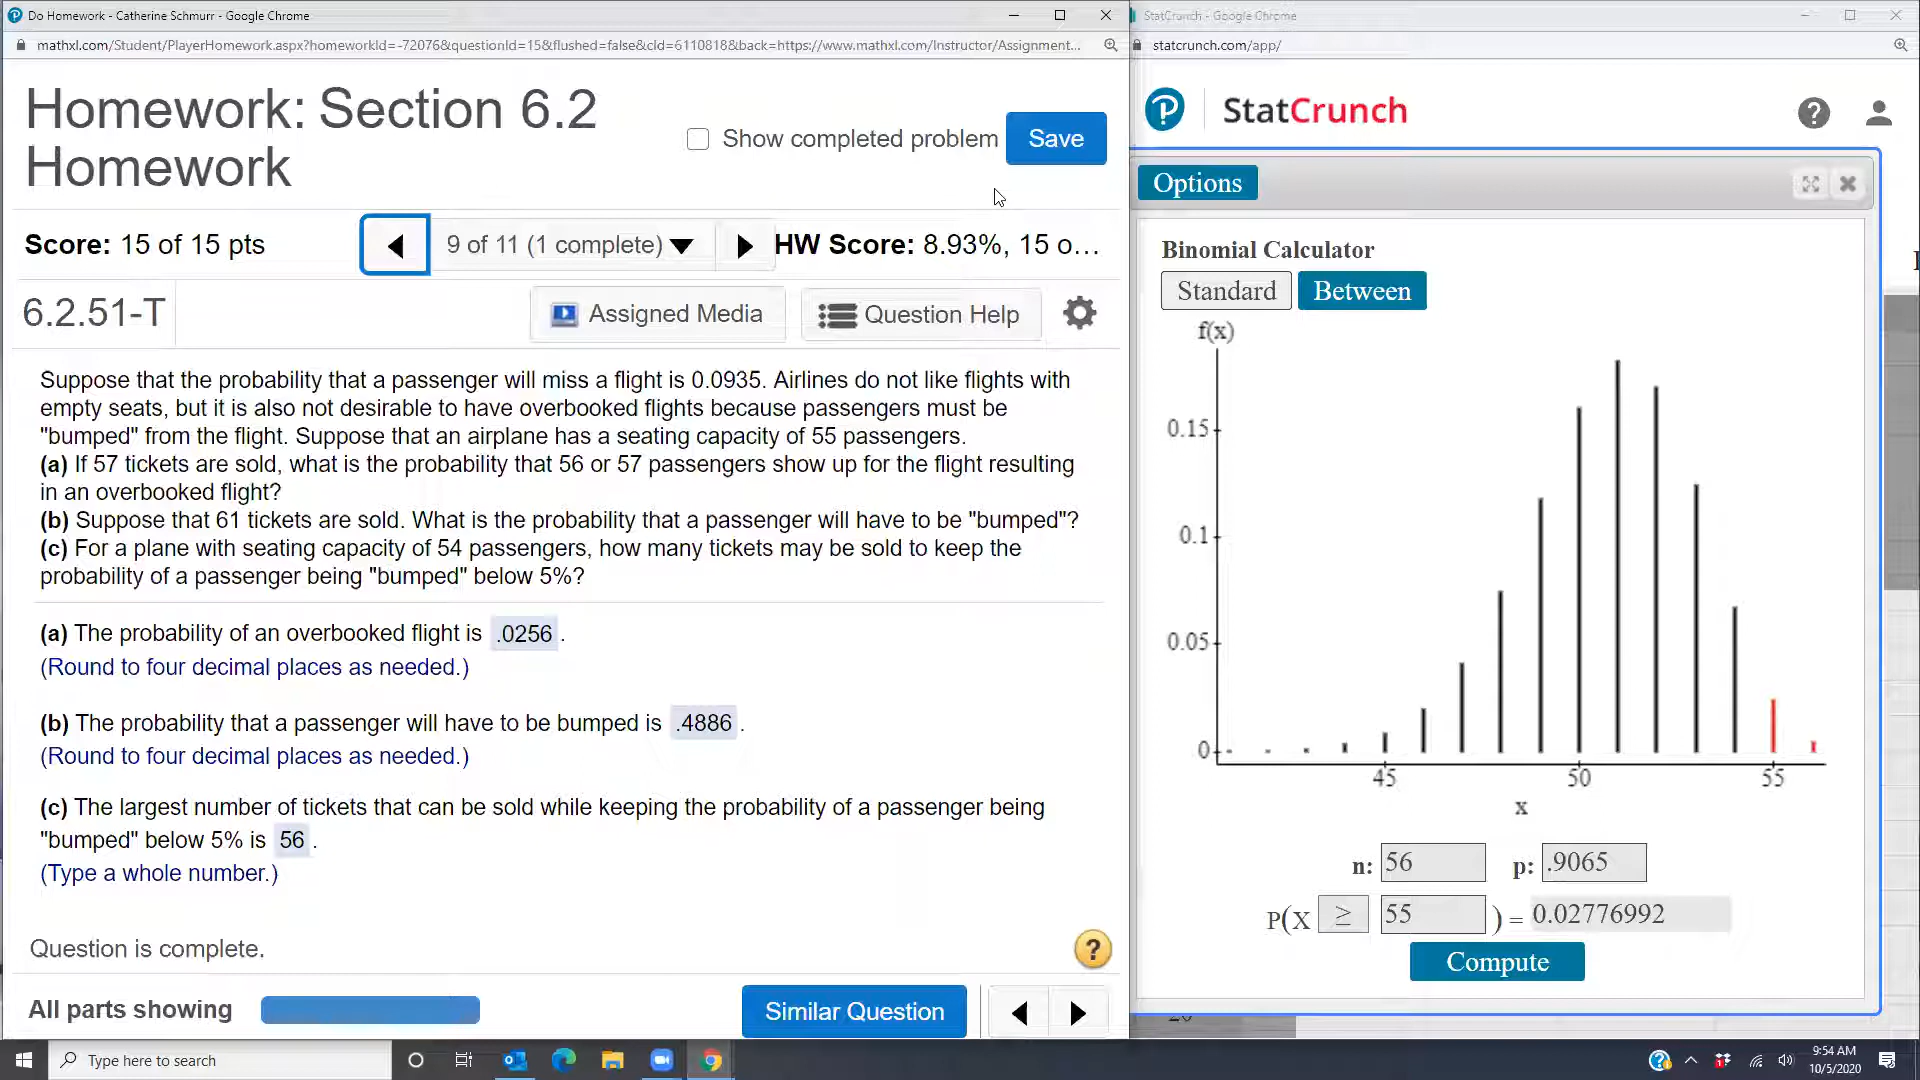 Do Homework - Catherine Schmurr - Google Chrome
mathxl.com/Student/PlayerHomework.aspx?homeworkId=-72076&questionId=15&flushed=false&cId=6110818&back=https://www.mathxl.com/Instructor/Assignment...
Homework: Section 6.2
Homework
Show completed problem
Save
Score: 15 of 15 pts
9 of 11 (1 complete)
HW Score: 8.93%, 15 o...
6.2.51-T
Assigned Media
Question Help
Suppose that the probability that a passenger will miss a flight is 0.0935. Airlines do not like flights with
empty seats, but it is also not desirable to have overbooked flights because passengers must be
"bumped" from the flight. Suppose that an airplane has a seating capacity of 55 passengers.
(a) If 57 tickets are sold, what is the probability that 56 or 57 passengers show up for the flight resulting
in an overbooked flight?
(b) Suppose that 61 tickets are sold. What is the probability that a passenger will have to be "bumped"?
(c) For a plane with seating capacity of 54 passengers, how many tickets may be sold to keep the
probability of a passenger being "bumped" below 5%?
(a) The probability of an overbooked flight is .0256 .
(Round to four decimal places as needed.)
(b) The probability that a passenger will have to be bumped is .4886 .
(Round to four decimal places as needed.)
(c) The largest number of tickets that can be sold while keeping the probability of a passenger being
"bumped" below 5% is 56 .
(Type a whole number.)
Question is complete.
?
All parts showing
Similar Question
StatCrunch - Google Chrome
statcrunch.com/app/
StatCrunch
?
Options
Binomial Calculator
Standard
Between
f(x)
0.15
0.1
0.05
0
45
50
55
x
n: 56
p: .9065
P(X ≥ 55 ) = 0.02776992
Compute
Type here to search
9:54 AM
10/5/2020